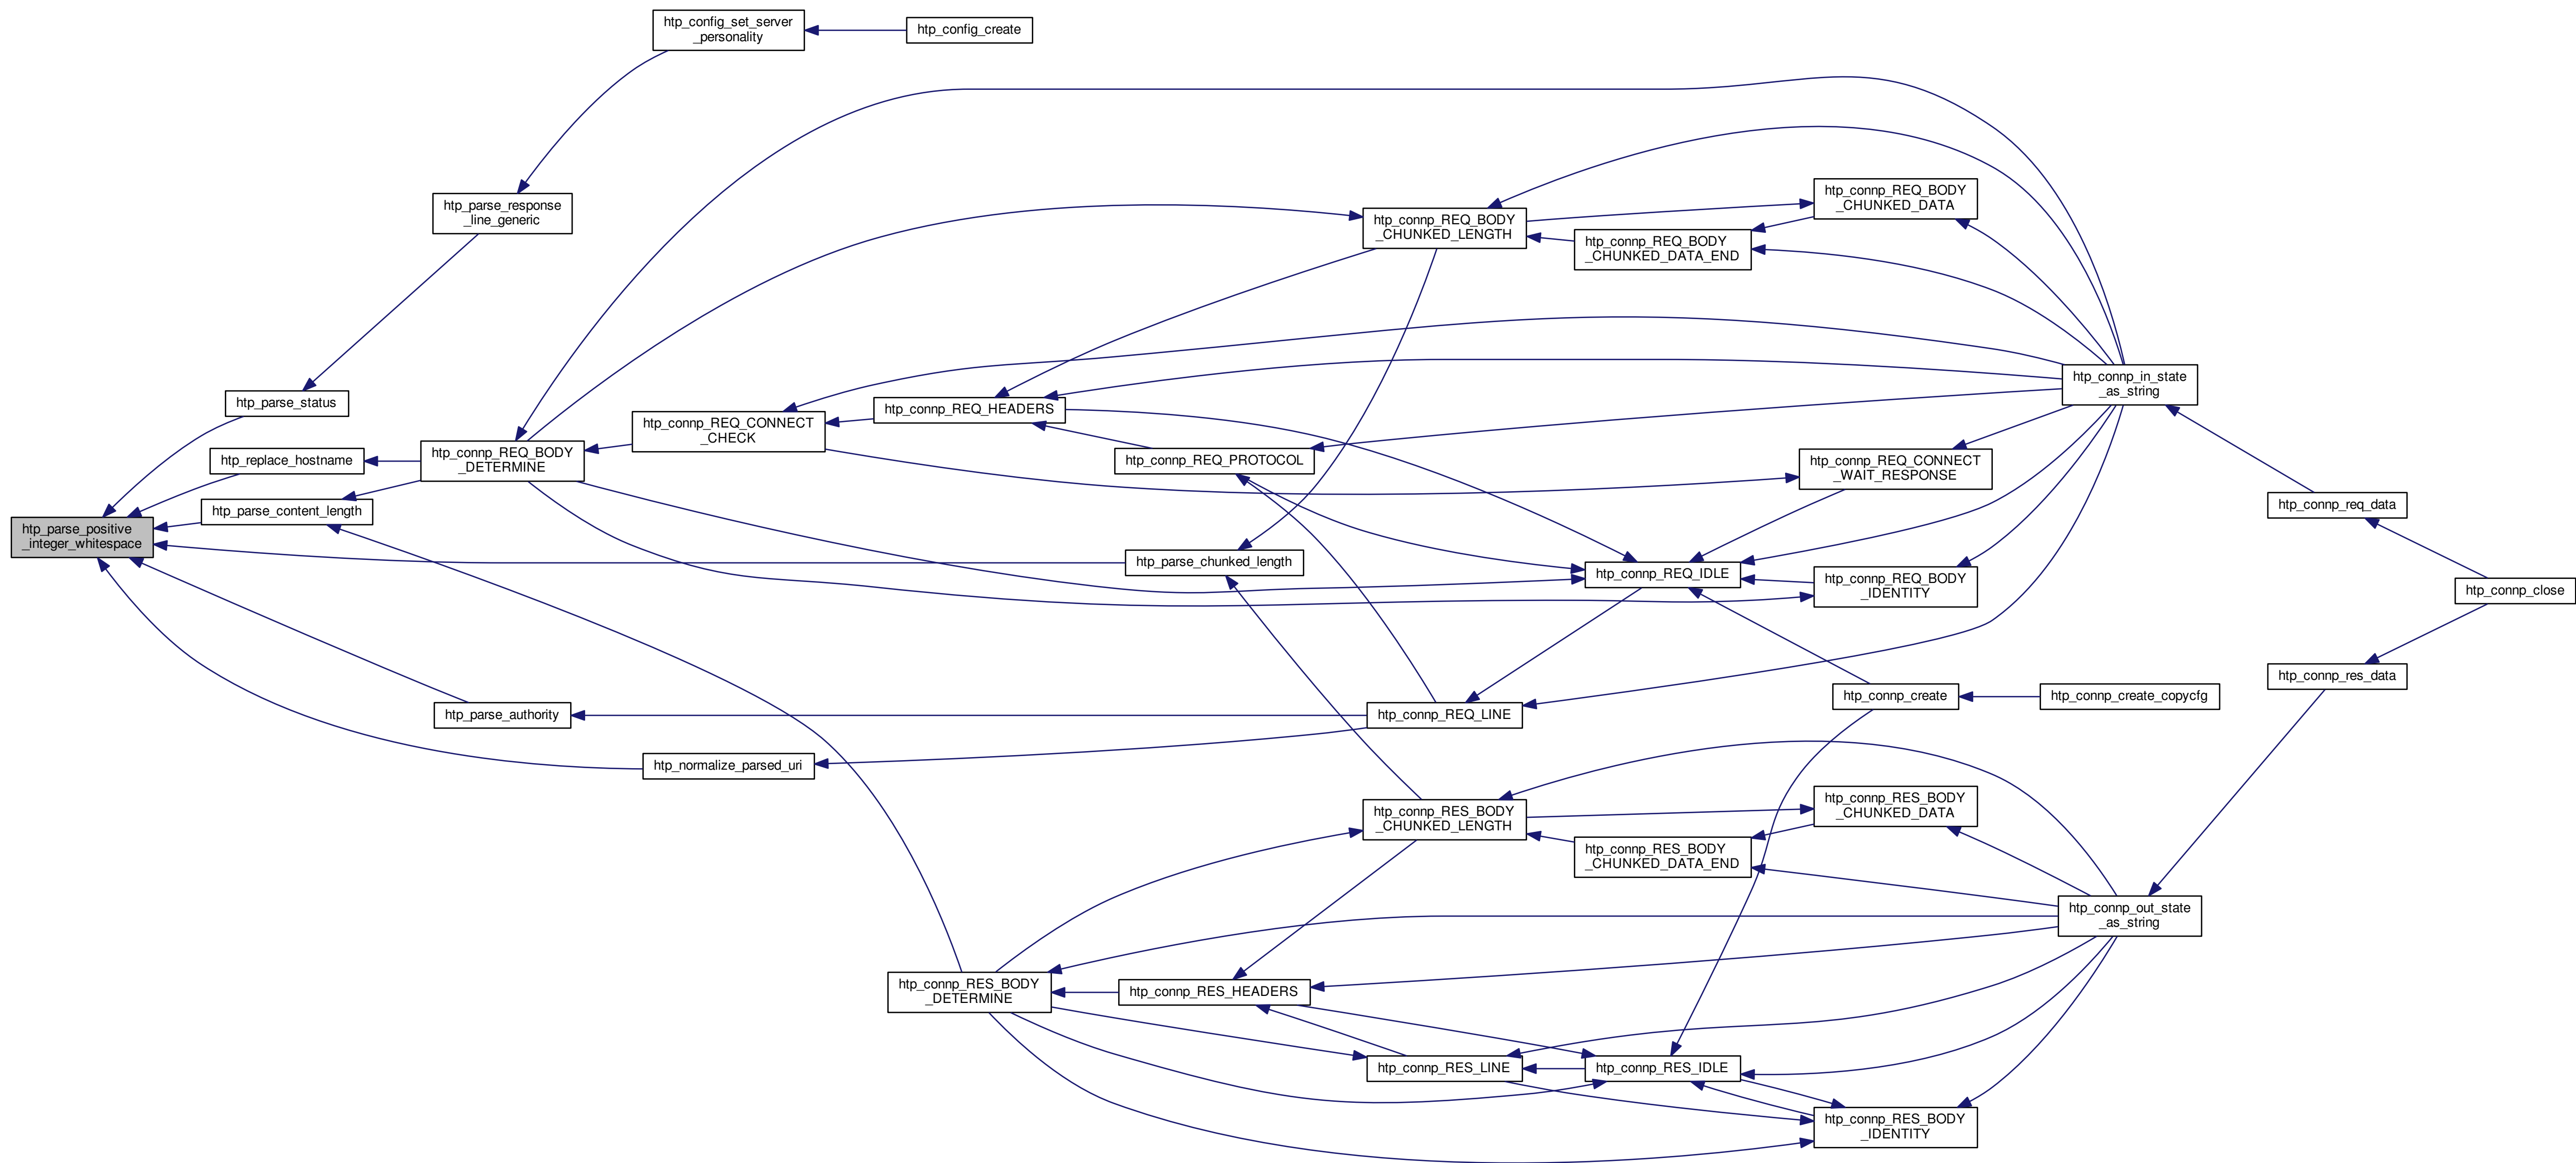 htp_config_set_server
_personality
htp_config_create
htp_parse_response
_line_generic
htp_connp_REQ_BODY
_CHUNKED_DATA
htp_connp_REQ_BODY
_CHUNKED_LENGTH
htp_connp_REQ_BODY
_CHUNKED_DATA_END
htp_connp_in_state
_as_string
htp_parse_status
htp_connp_REQ_HEADERS
htp_connp_REQ_CONNECT
_CHECK
htp_replace_hostname
htp_connp_REQ_BODY
_DETERMINE
htp_connp_REQ_PROTOCOL
htp_connp_REQ_CONNECT
_WAIT_RESPONSE
htp_parse_content_length
htp_connp_req_data
htp_parse_positive
_integer_whitespace
htp_parse_chunked_length
htp_connp_REQ_IDLE
htp_connp_REQ_BODY
_IDENTITY
htp_connp_close
htp_connp_res_data
htp_connp_create
htp_connp_create_copycfg
htp_parse_authority
htp_connp_REQ_LINE
htp_normalize_parsed_uri
htp_connp_RES_BODY
_CHUNKED_DATA
htp_connp_RES_BODY
_CHUNKED_LENGTH
htp_connp_RES_BODY
_CHUNKED_DATA_END
htp_connp_out_state
_as_string
htp_connp_RES_BODY
_DETERMINE
htp_connp_RES_HEADERS
htp_connp_RES_LINE
htp_connp_RES_IDLE
htp_connp_RES_BODY
_IDENTITY